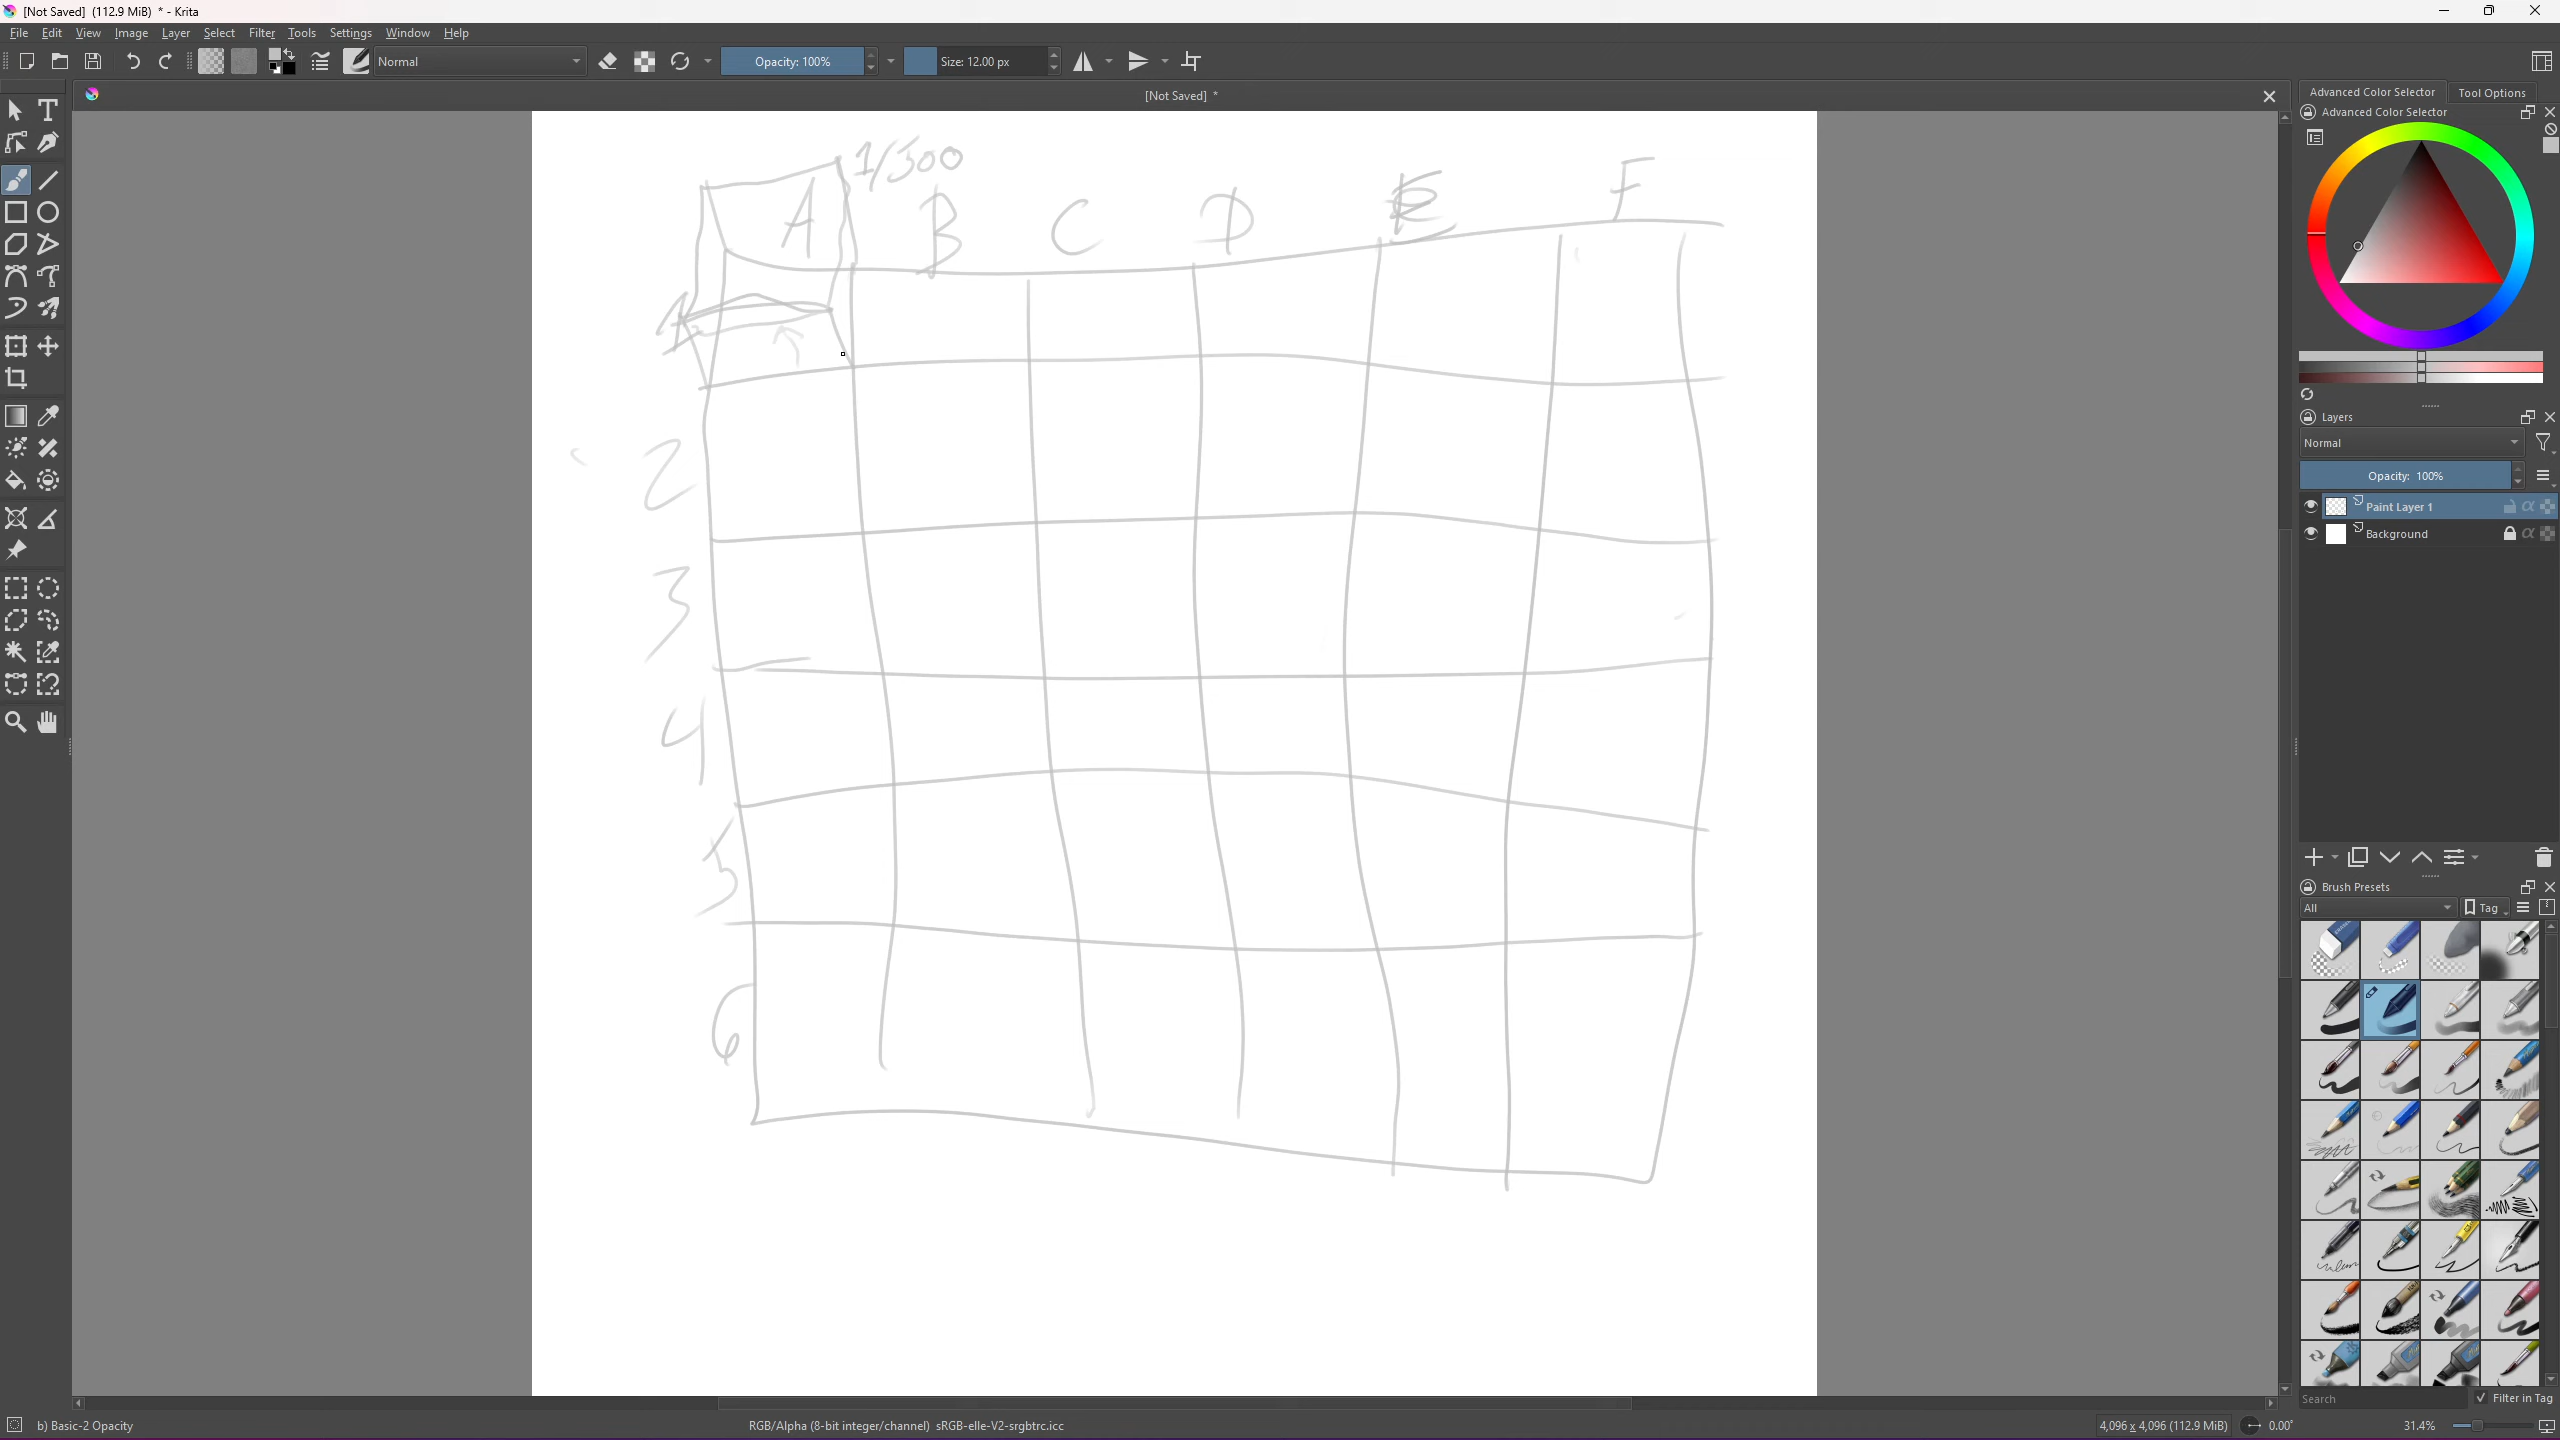 [Not Saved] (112.9 MiB) * - Krita
File Edit View Image Layer Select Filter Tools Settings Window Help
Normal
Opacity: 100%
Size: 12.00 px
[Not Saved] *
Advanced Color Selector
Tool Options
Advanced Color Selector
1/300
A B C D E F
1
2
3
4
5
6
Layers
Normal
Opacity: 100%
Paint Layer 1
Background
Brush Presets
All
Tag
Search
Filter in Tag
b) Basic-2 Opacity
RGB/Alpha (8-bit integer/channel) sRGB-elle-V2-srgbtrc.icc
4,096 x 4,096 (112.9 MiB)
0.00°
31.4%